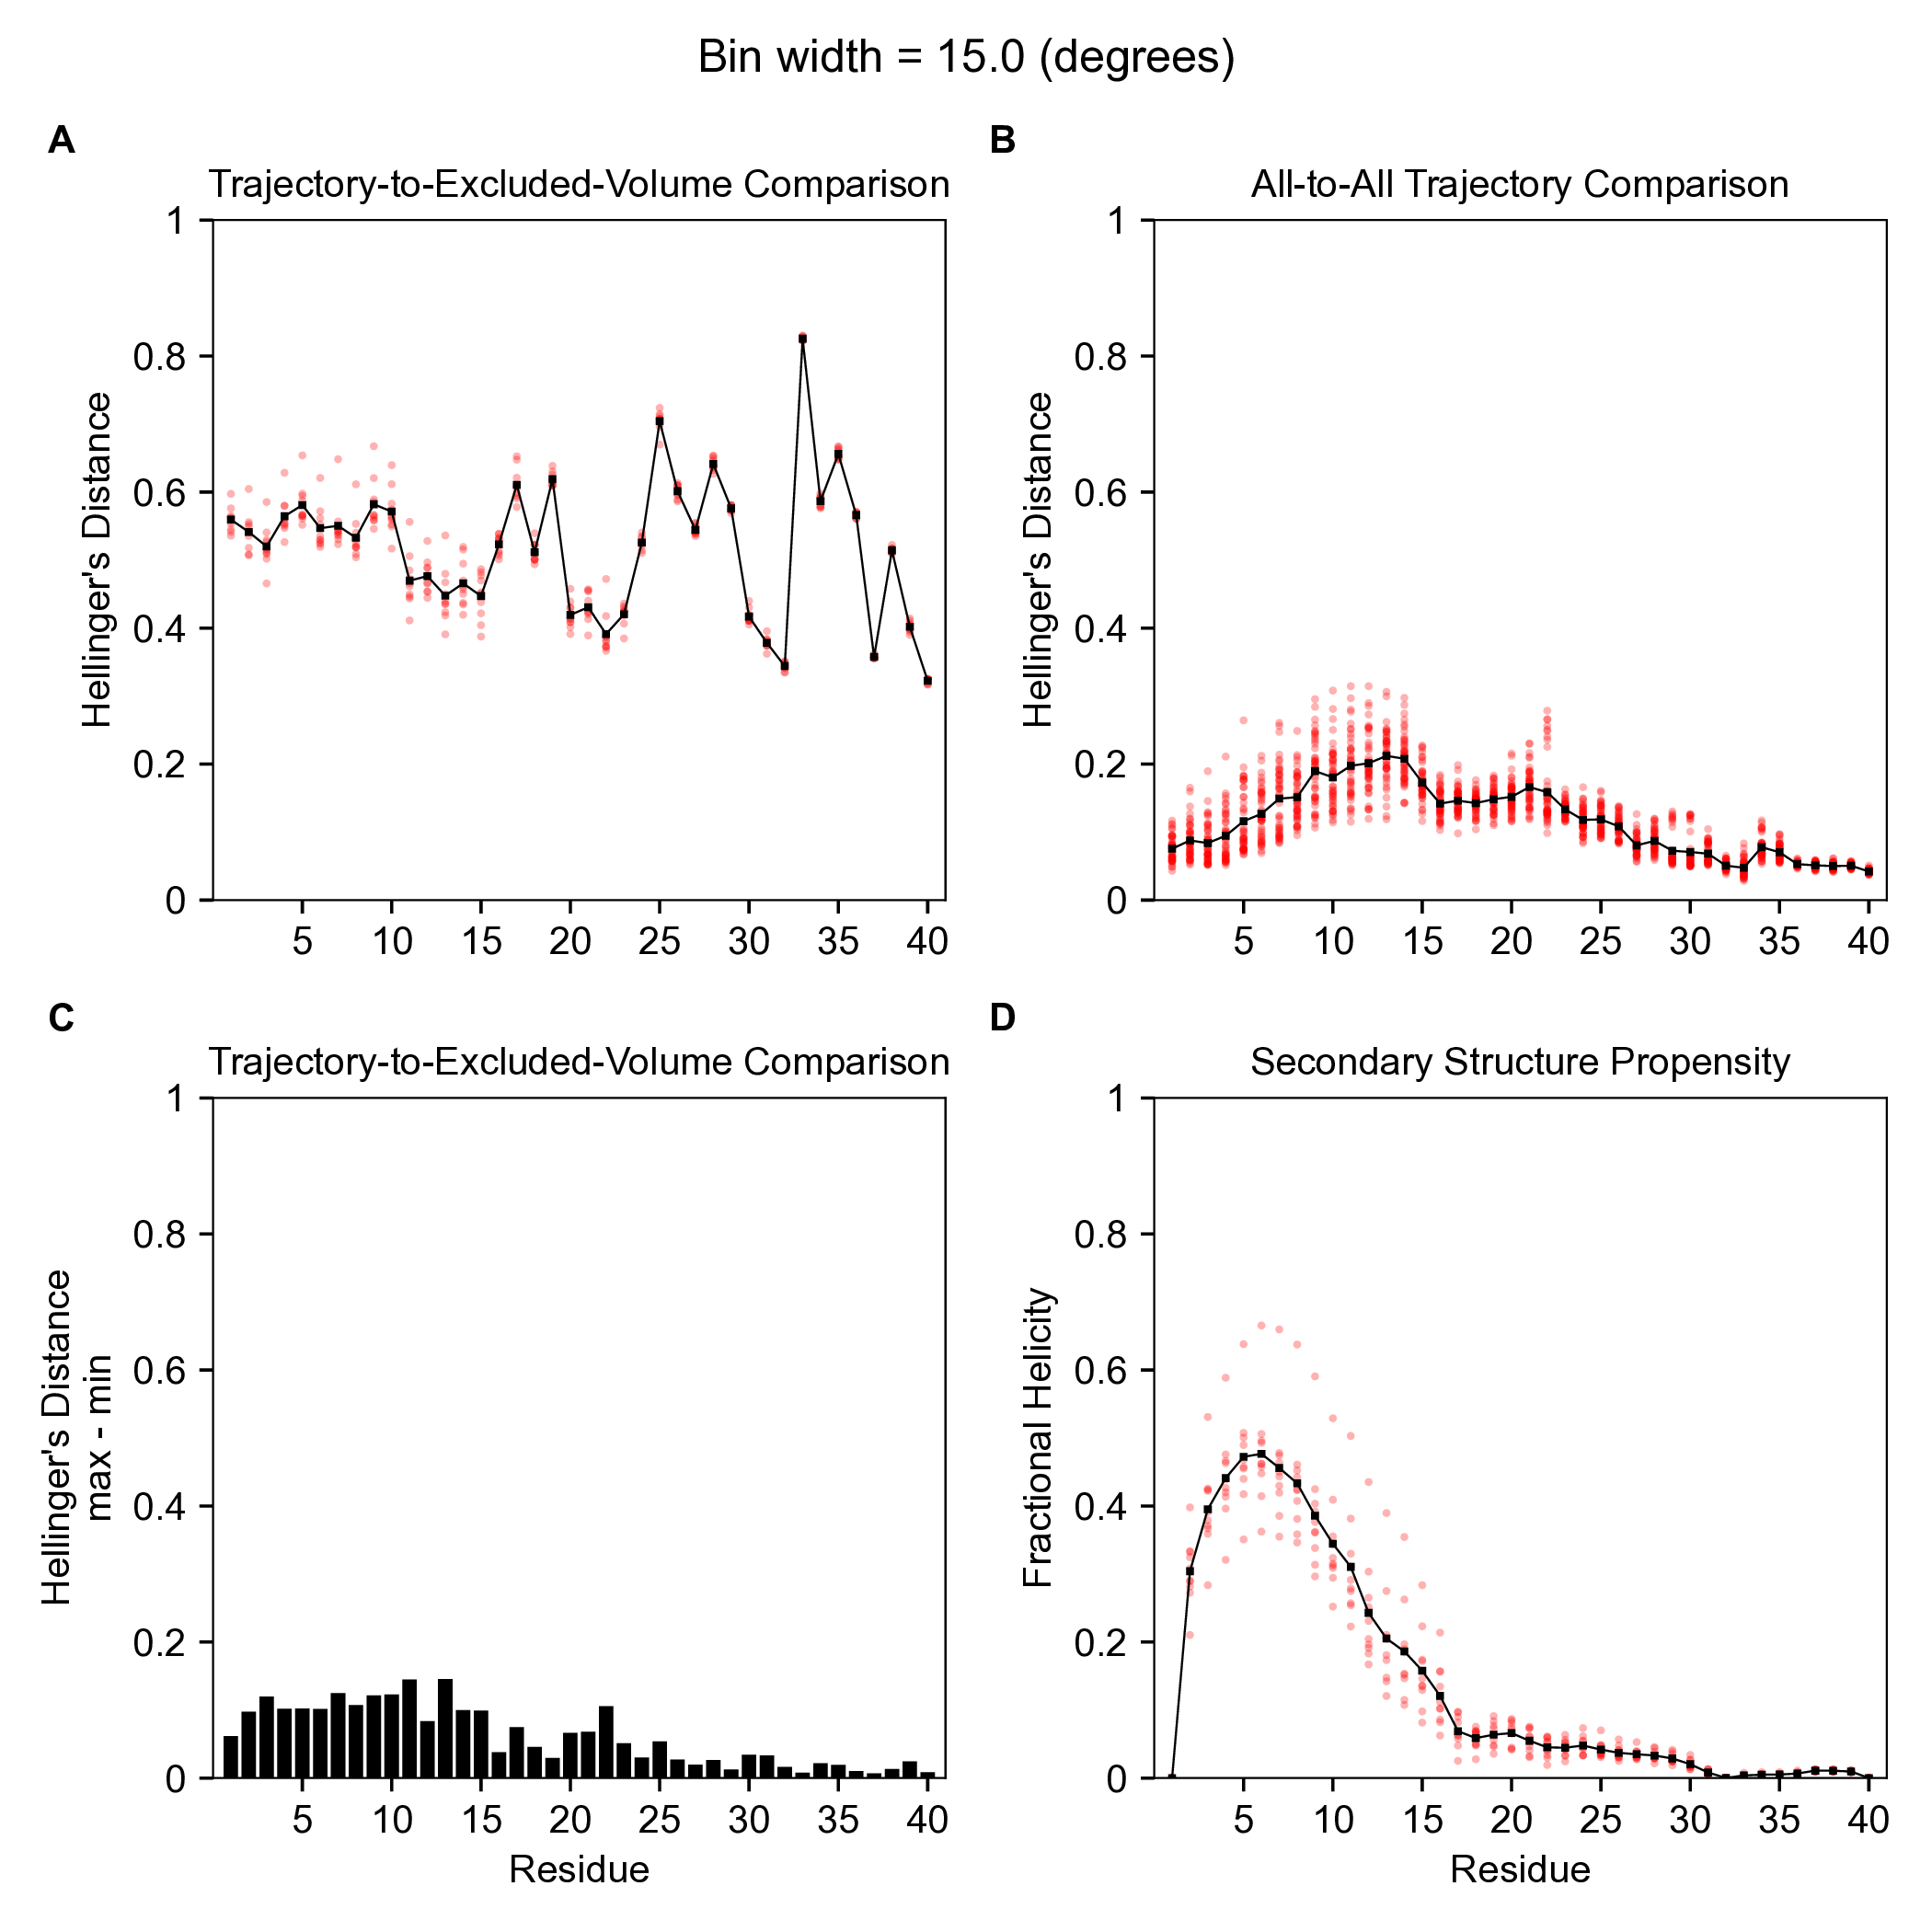 Bin width = 15.0 (degrees)
A
Trajectory-to-Excluded-Volume Comparison
Hellinger's Distance
1
0.8
0.6
0.4
0.2
0
5 10 15 20 25 30 35 40
B
All-to-All Trajectory Comparison
Hellinger's Distance
1
0.8
0.6
0.4
0.2
0
5 10 15 20 25 30 35 40
C
Trajectory-to-Excluded-Volume Comparison
Hellinger's Distance
max - min
1
0.8
0.6
0.4
0.2
0
5 10 15 20 25 30 35 40
Residue
D
Secondary Structure Propensity
Fractional Helicity
1
0.8
0.6
0.4
0.2
0
5 10 15 20 25 30 35 40
Residue